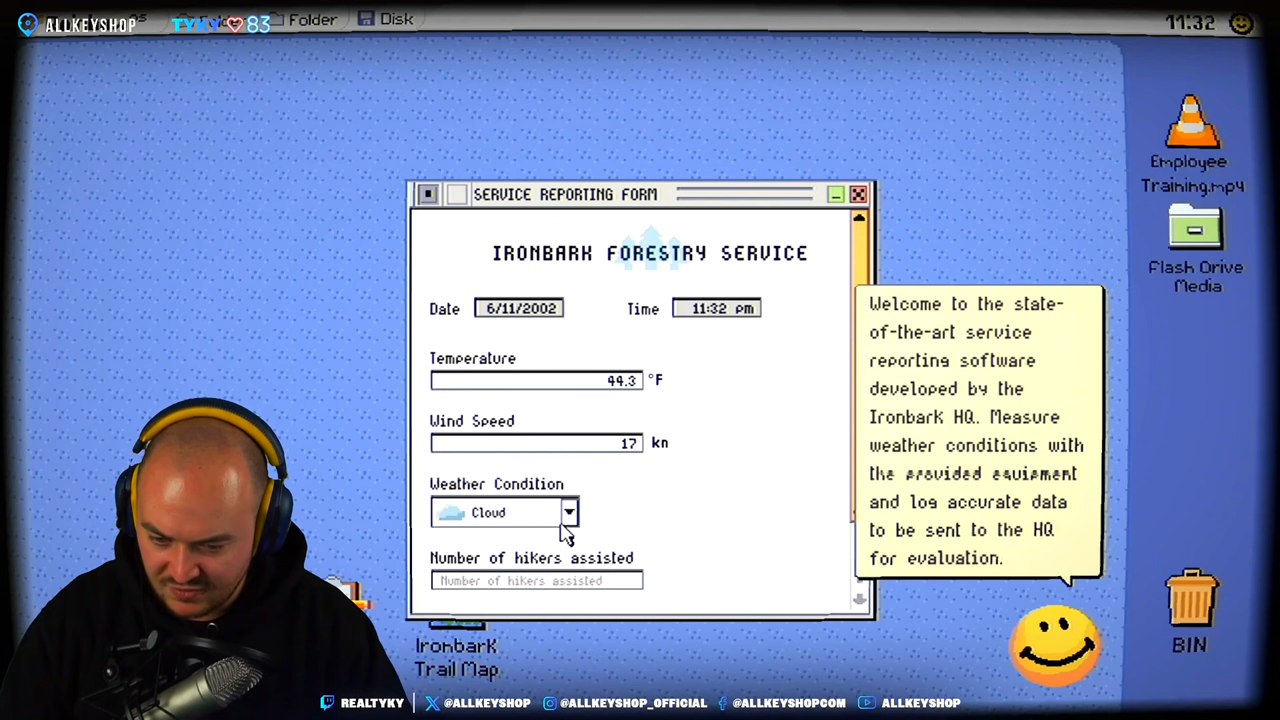 ALLKEYSHOP
TYKY 83
Folder
Disk
11:32
Employee
Training.mp4
Flash Drive
Media
SERVICE REPORTING FORM
IRONBARK FORESTRY SERVICE
Date 6/11/2002 Time 11:32 pm
Temperature
44.3 °F
Wind Speed
17 kn
Weather Condition
Cloud
Number of hikers assisted
Number of hikers assisted
Welcome to the state-
of-the-art service
reporting software
developed by the
Ironbark HQ. Measure
weather conditions with
the provided equipment
and log accurate data
to be sent to the HQ
for evaluation.
Ironbark
Trail Map
BIN
REALTYKY @ALLKEYSHOP @ALLKEYSHOP_OFFICIAL @ALLKEYSHOPCOM ALLKEYSHOP